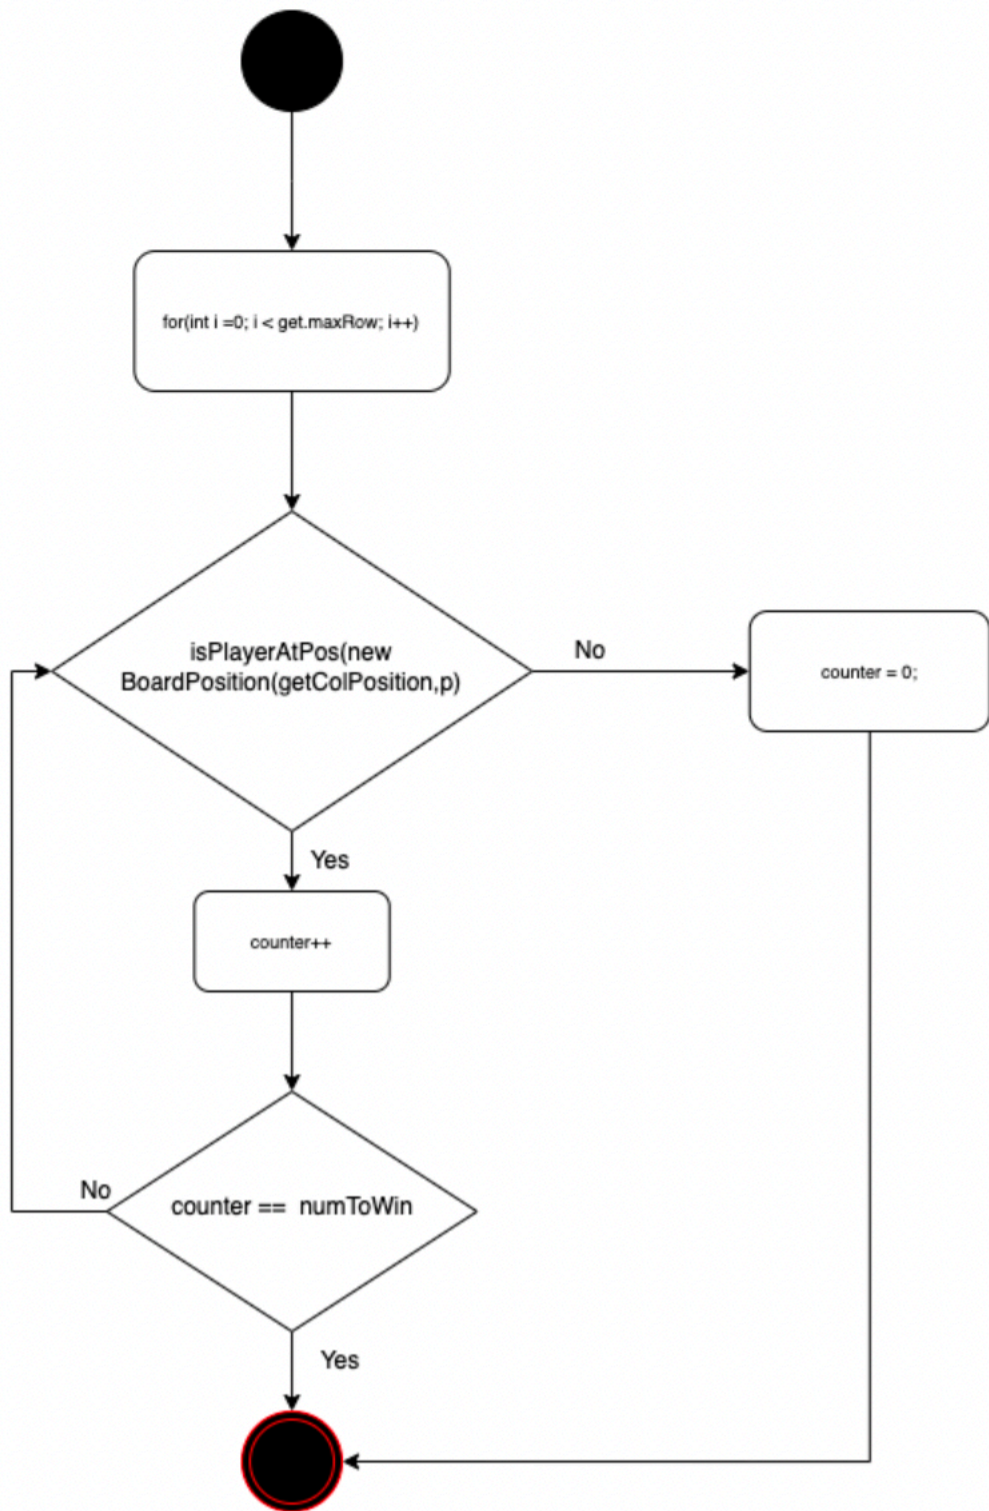 for(int i =0; i < get.maxRow; i++)
isPlayerAtPos(new
BoardPosition(getColPosition,p)
No
counter = 0;
Yes
counter++
No
counter ==  numToWin
Yes